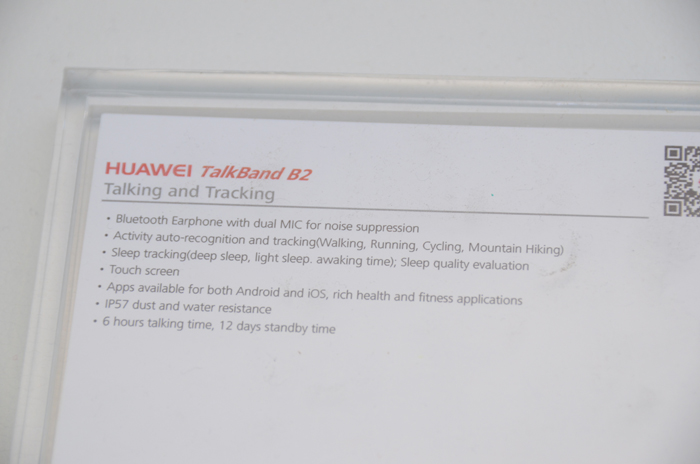 HUAWEI TalkBand B2
Talking and Tracking
• Bluetooth Earphone with dual MIC for noise suppression
• Activity auto-recognition and tracking(Walking, Running, Cycling, Mountain Hiking)
• Sleep tracking(deep sleep, light sleep. awaking time); Sleep quality evaluation
• Touch screen
• Apps available for both Android and iOS, rich health and fitness applications
• IP57 dust and water resistance
• 6 hours talking time, 12 days standby time